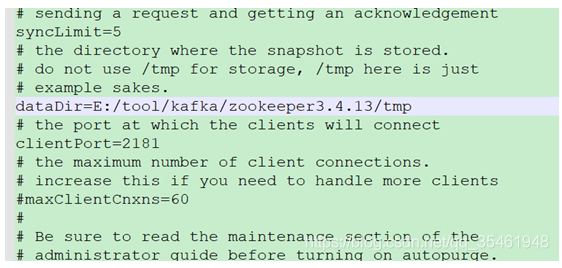 # sending a request and getting an acknowledgement
syncLimit=5
# the directory where the snapshot is stored.
# do not use /tmp for storage, /tmp here is just
# example sakes.
dataDir=E:/tool/kafka/zookeeper3.4.13/tmp
# the port at which the clients will connect
clientPort=2181
# the maximum number of client connections.
# increase this if you need to handle more clients
#maxClientCnxns=60
#
# Be sure to read the maintenance section of the
https://blog.csdn.net/qq_35461948
# administrator guide before turning on autopurge.